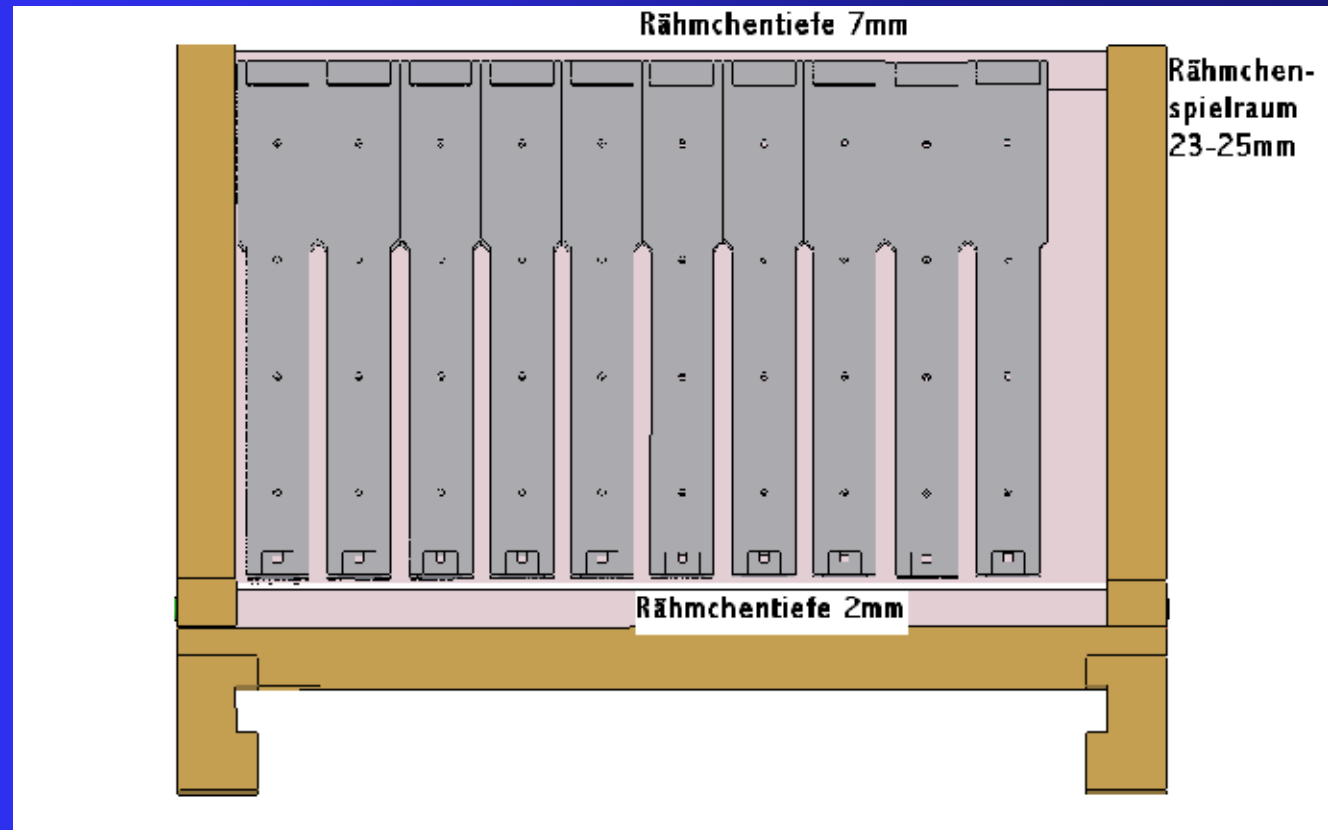 Rähmchentiefe 7mm
Rähmchen-
spielraum
23-25mm
Rähmchentiefe 2mm